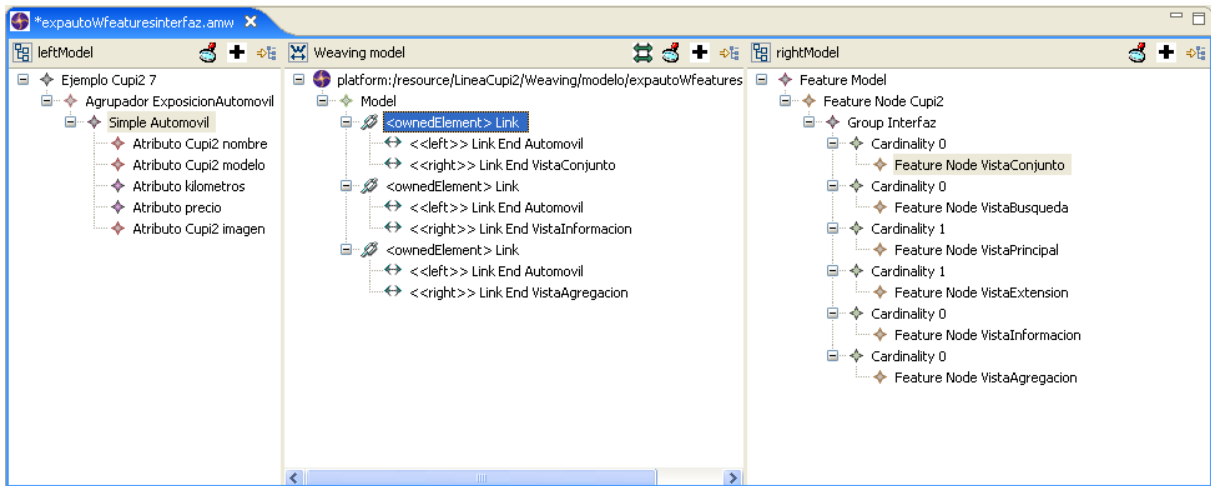 *expautoWfeaturesinterfaz.amw
leftModel
Ejemplo Cupi2 7
Agrupador ExposicionAutomovil
Simple Automovil
Atributo Cupi2 nombre
Atributo Cupi2 modelo
Atributo kilometros
Atributo precio
Atributo Cupi2 imagen
Weaving model
platform:/resource/LineaCupi2/Weaving/modelo/expautoWfeatures
Model
<ownedElement> Link
<<left>> Link End Automovil
<<right>> Link End VistaConjunto
<ownedElement> Link
<<left>> Link End Automovil
<<right>> Link End VistaInformacion
<ownedElement> Link
<<left>> Link End Automovil
<<right>> Link End VistaAgregacion
rightModel
Feature Model
Feature Node Cupi2
Group Interfaz
Cardinality 0
Feature Node VistaConjunto
Cardinality 0
Feature Node VistaBusqueda
Cardinality 1
Feature Node VistaPrincipal
Cardinality 1
Feature Node VistaExtension
Cardinality 0
Feature Node VistaInformacion
Cardinality 0
Feature Node VistaAgregacion